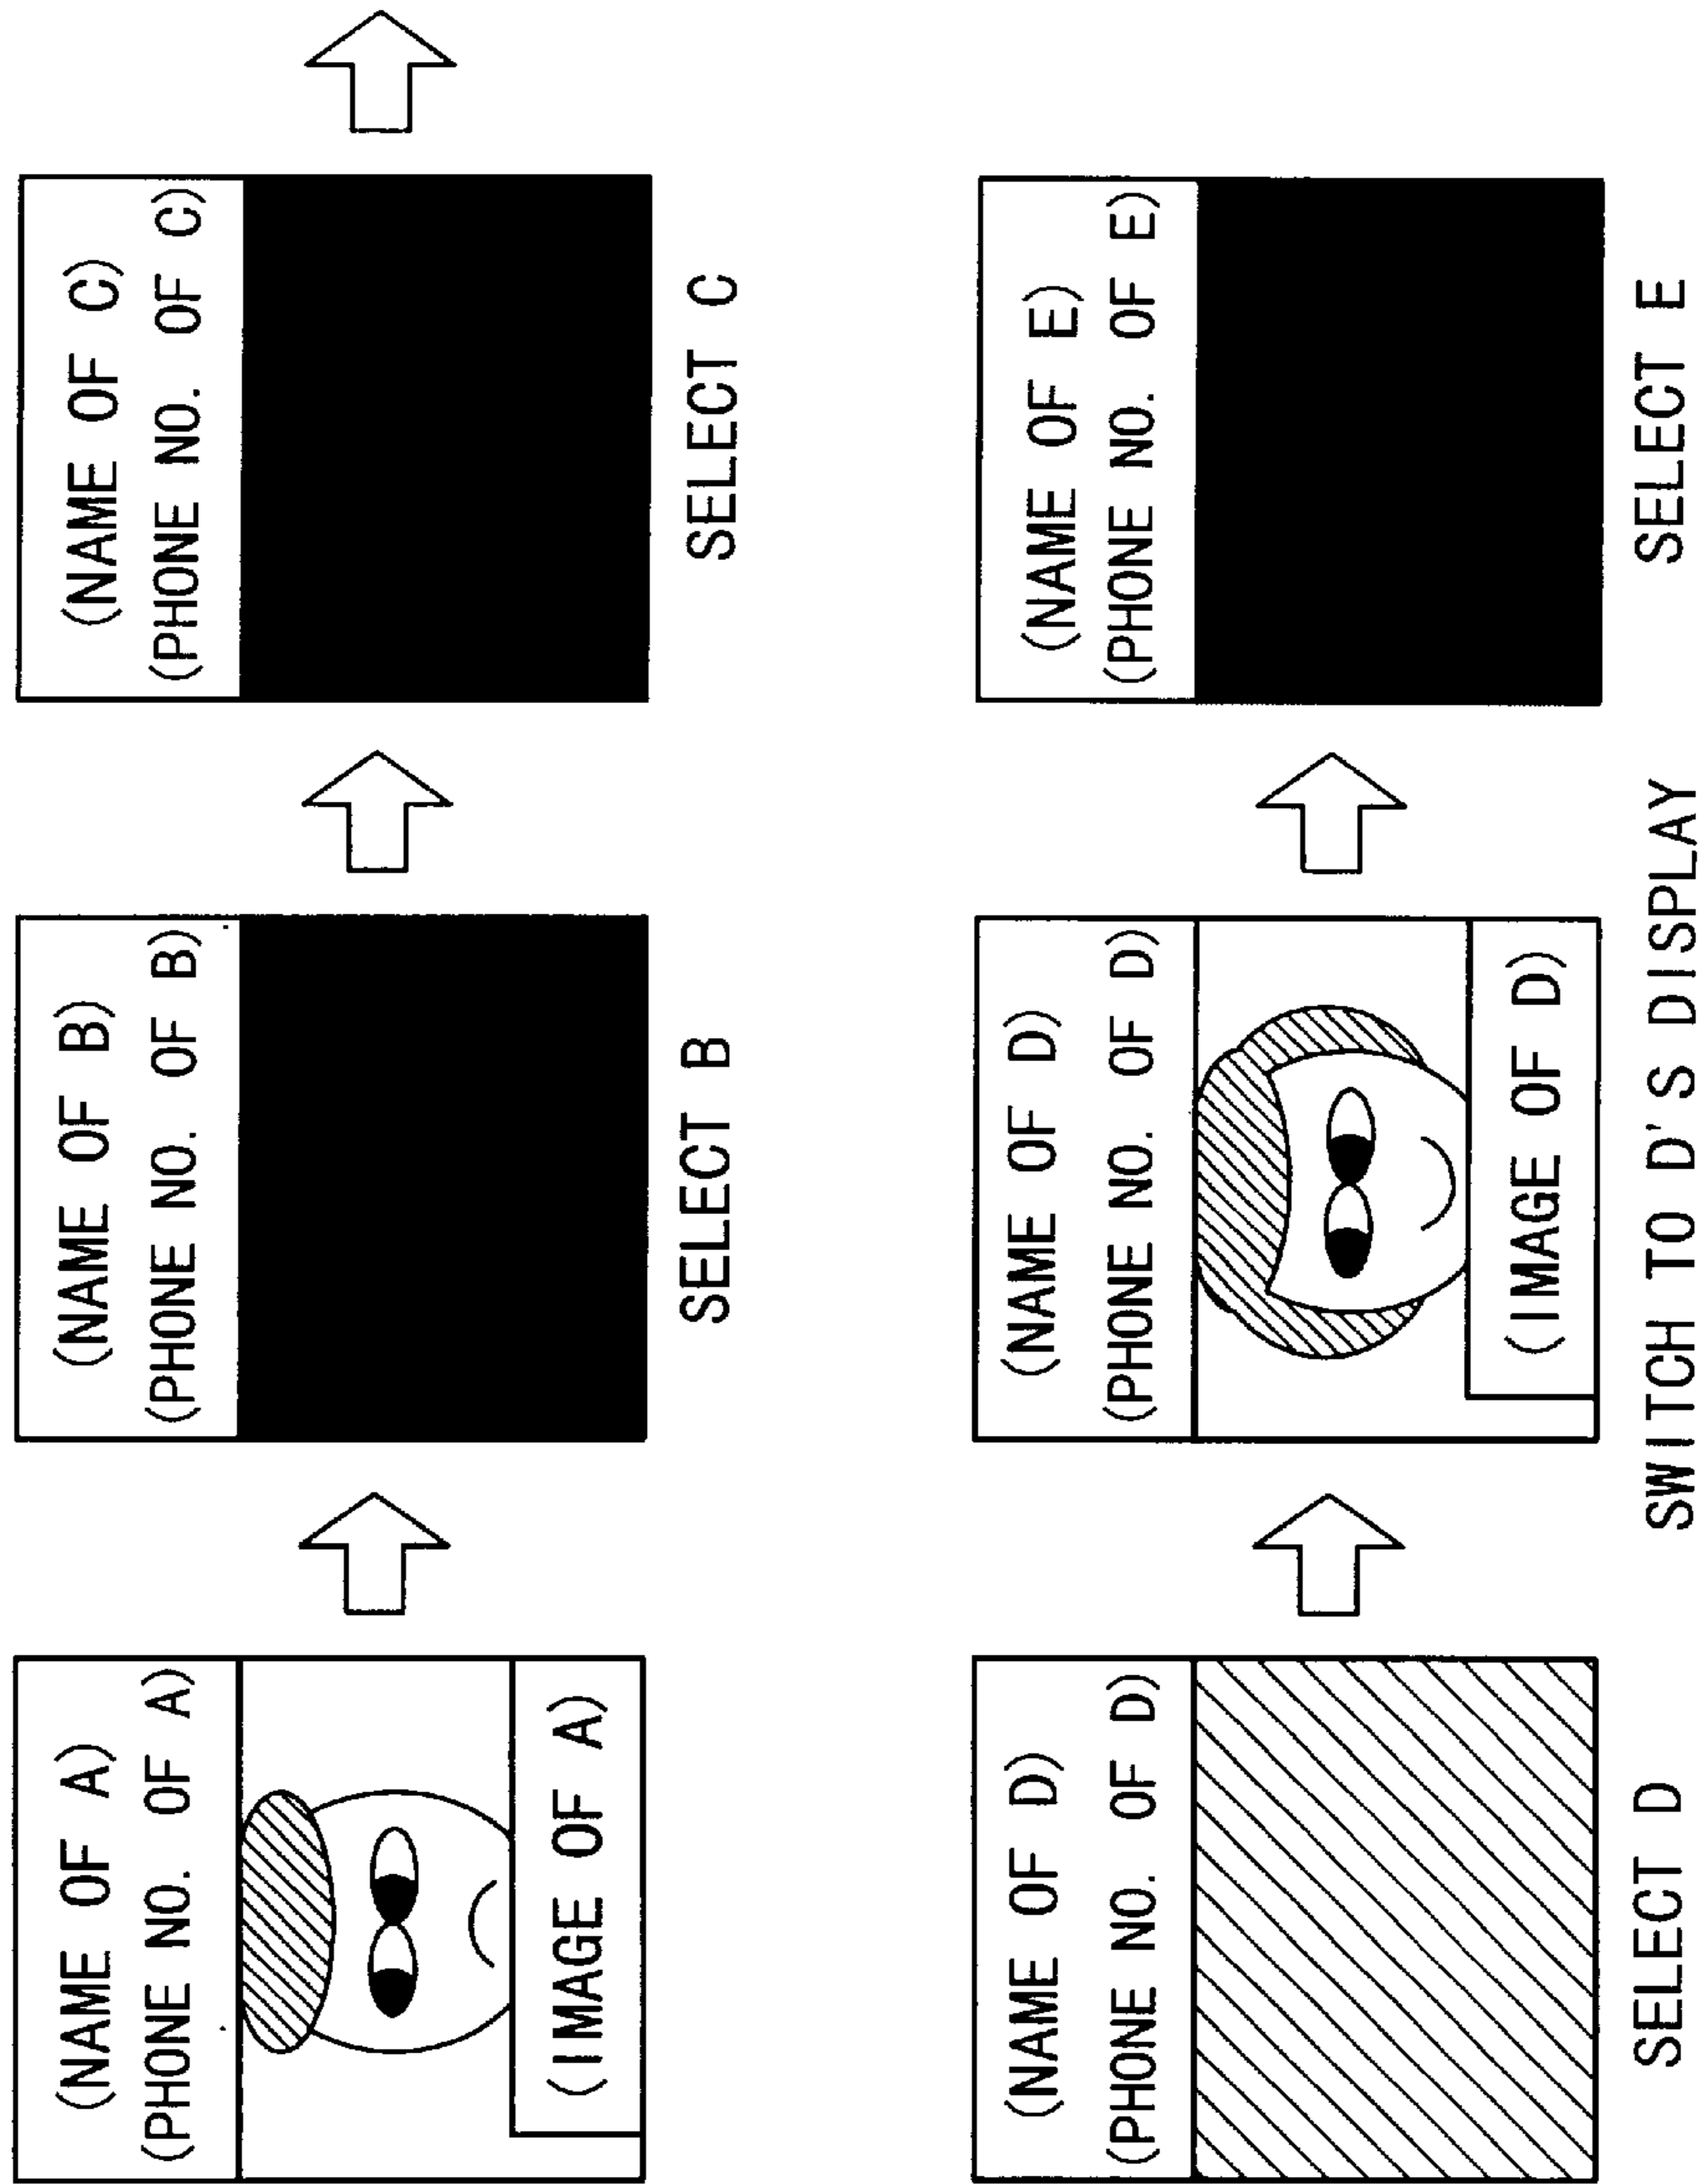 (NAME OF A)
(PHONE NO. OF A)
(IMAGE OF A)
(NAME OF B)
(PHONE NO. OF B)
SELECT B
(NAME OF C)
(PHONE NO. OF C)
SELECT C
(NAME OF D)
(PHONE NO. OF D)
SELECT D
(NAME OF D)
(PHONE NO. OF D)
(IMAGE OF D)
SWITCH TO D'S DISPLAY
(NAME OF E)
(PHONE NO. OF E)
SELECT E